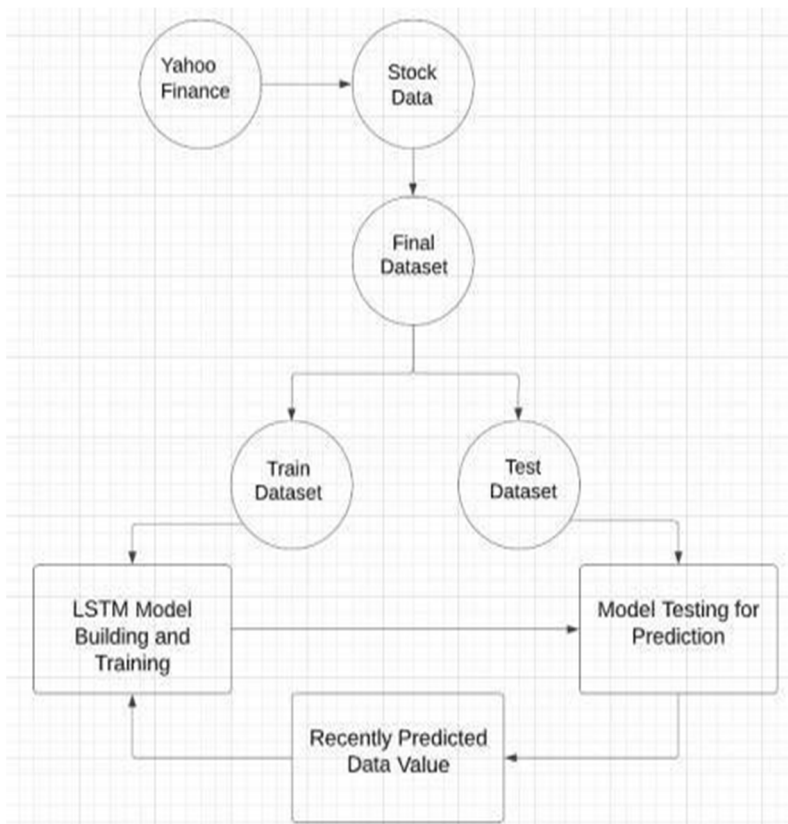 Yahoo
Finance
Stock
Data
Final
Dataset
Train
Dataset
Test
Dataset
LSTM Model
Building and
Training
Model Testing for
Prediction
Recently Predicted
Data Value